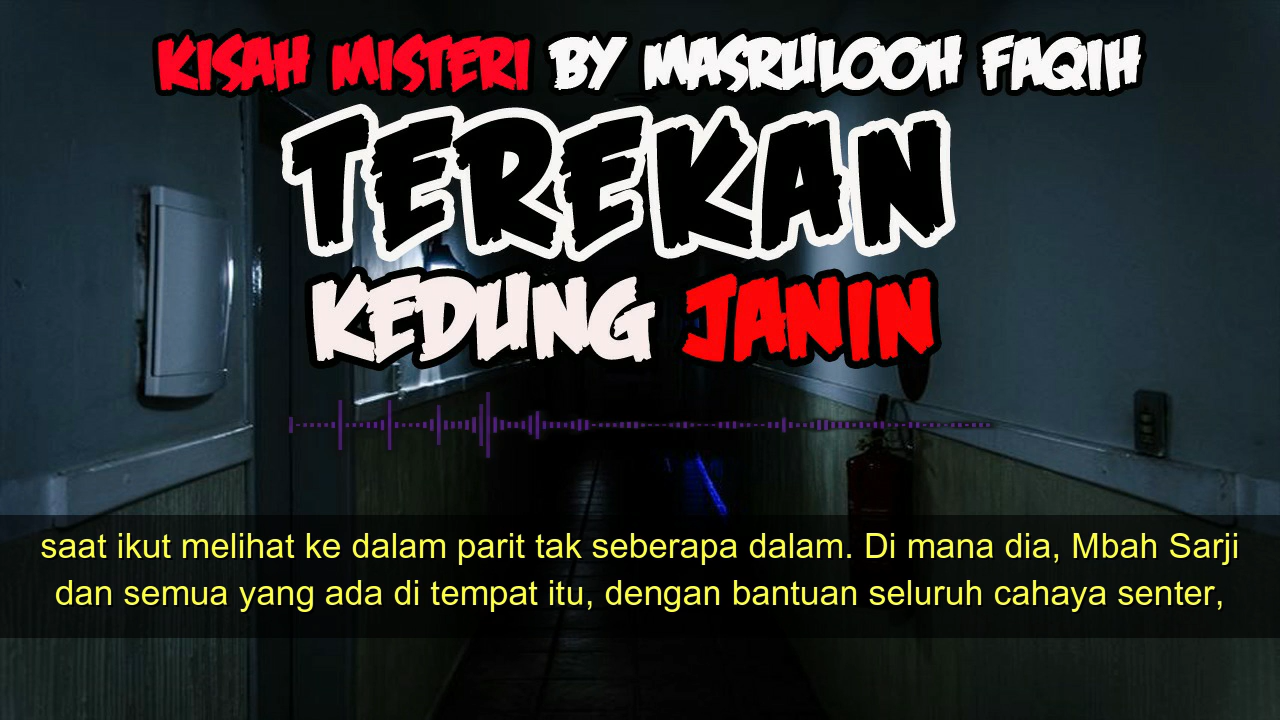 KISAH MISTERI BY MASRULOOH FAQIH
TEREKAN
KEDUNG JANIN
saat ikut melihat ke dalam parit tak seberapa dalam. Di mana dia, Mbah Sarji
dan semua yang ada di tempat itu, dengan bantuan seluruh cahaya senter,